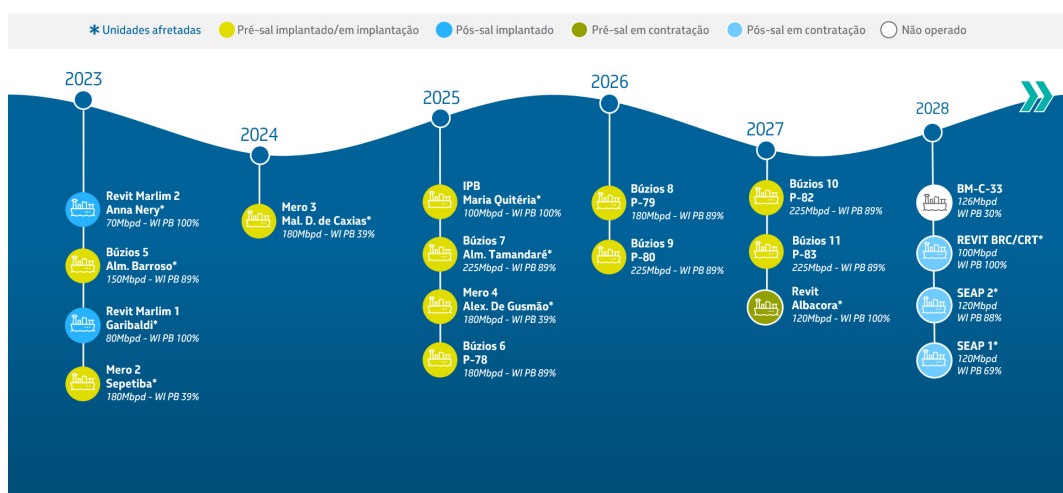 * Unidades afretadas
Pré-sal implantado/em implantação
Pós-sal implantado
Pré-sal em contratação
Pós-sal em contratação
Não operado
2023
Revit Marlim 2
Anna Nery*
70Mbpd - WI PB 100%
Búzios 5
Alm. Barroso*
150Mbpd - WI PB 89%
Revit Marlim 1
Garibaldi*
80Mbpd - WI PB 100%
Mero 2
Sepetiba*
180Mbpd - WI PB 39%
2024
Mero 3
Mal. D. de Caxias*
180Mbpd - WI PB 39%
2025
IPB
Maria Quitéria*
100Mbpd - WI PB 100%
Búzios 7
Alm. Tamandaré*
225Mbpd - WI PB 89%
Mero 4
Alex. De Gusmão*
180Mbpd - WI PB 39%
Búzios 6
P-78
180Mbpd - WI PB 89%
2026
Búzios 8
P-79
180Mbpd - WI PB 89%
Búzios 9
P-80
225Mbpd - WI PB 89%
2027
Búzios 10
P-82
225Mbpd - WI PB 89%
Búzios 11
P-83
225Mbpd - WI PB 89%
Revit
Albacora*
120Mbpd - WI PB 100%
2028
BM-C-33
126Mbpd
WI PB 30%
REVIT BRC/CRT*
100Mbpd
WI PB 100%
SEAP 2*
120Mbpd
WI PB 88%
SEAP 1*
120Mbpd
WI PB 69%